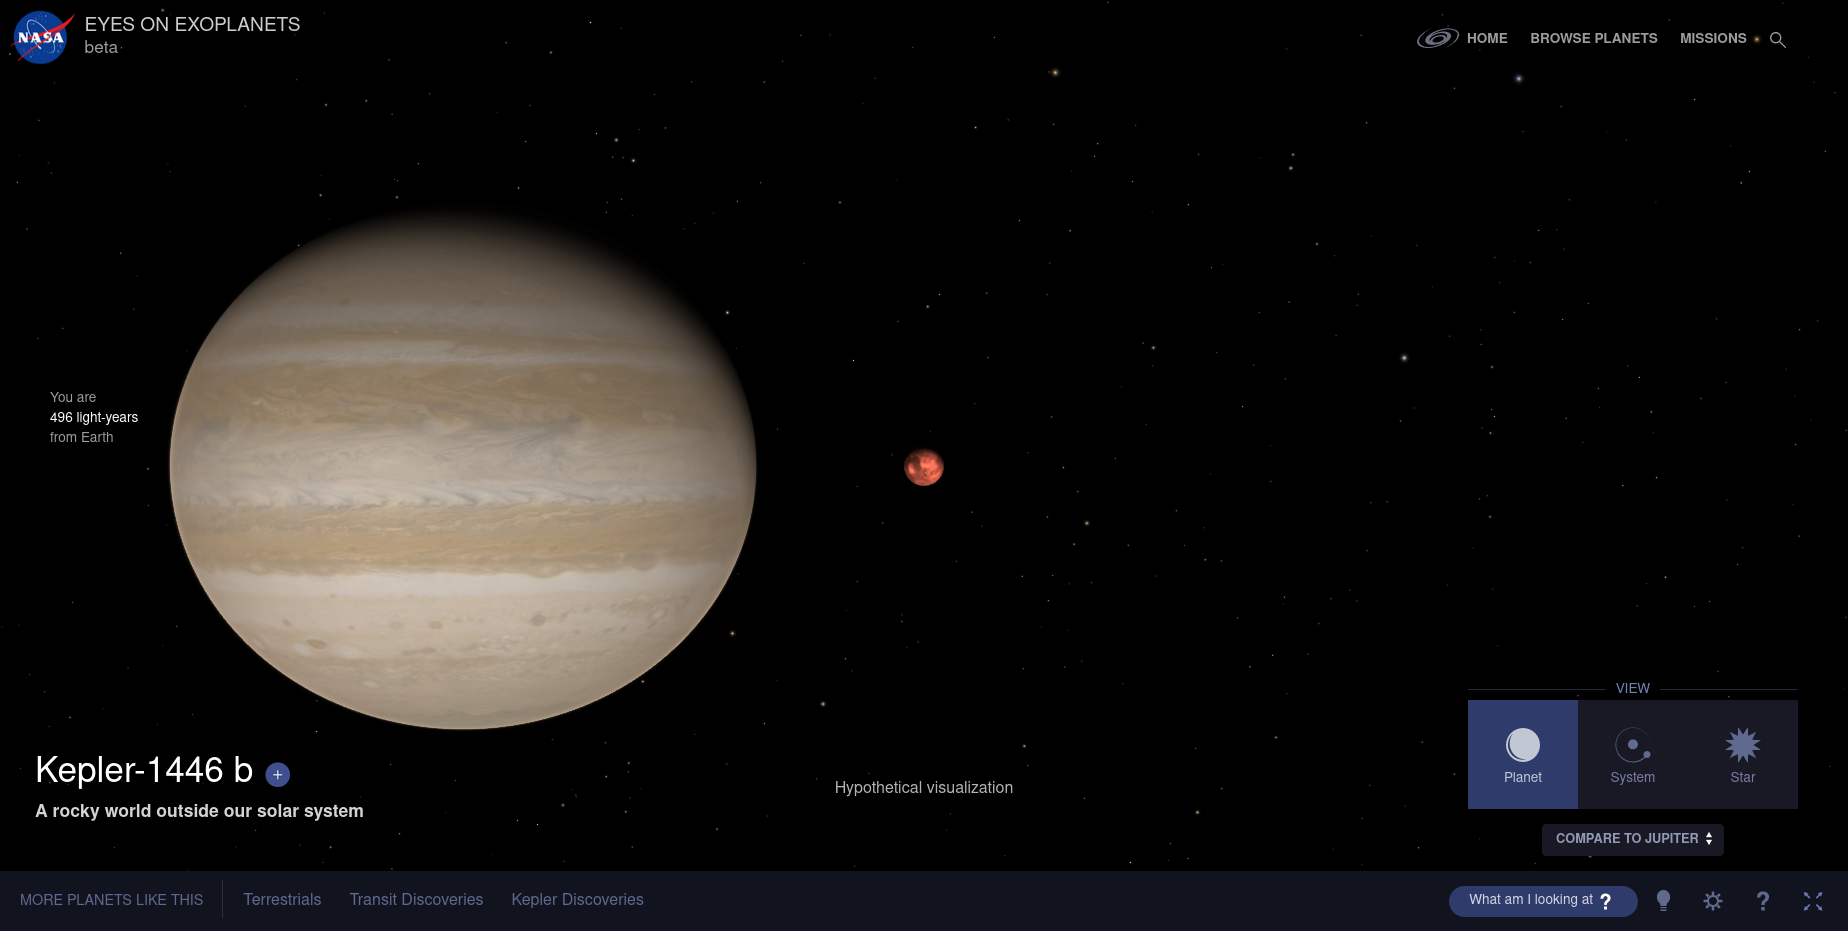 NASA
EYES ON EXOPLANETS
beta
HOME
BROWSE PLANETS
MISSIONS
You are
496 light-years
from Earth
Kepler-1446 b +
A rocky world outside our solar system
Hypothetical visualization
VIEW
Planet
System
Star
COMPARE TO JUPITER
MORE PLANETS LIKE THIS
Terrestrials
Transit Discoveries
Kepler Discoveries
What am I looking at ?
?